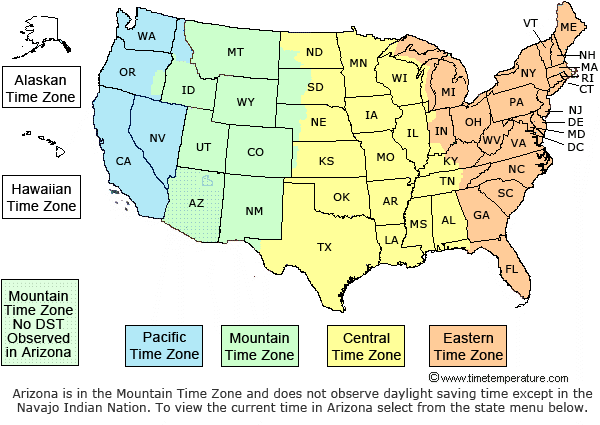 Alaskan
Time Zone
Hawaiian
Time Zone
Mountain
Time Zone
No DST
Observed
in Arizona
WA
OR
CA
NV
ID
MT
WY
UT
CO
AZ
NM
ND
SD
NE
KS
OK
TX
MN
IA
MO
AR
LA
WI
IL
MS
AL
TN
KY
IN
MI
OH
WV
VA
PA
NY
NC
SC
GA
FL
VT
ME
NH
MA
RI
CT
NJ
DE
MD
DC
Pacific
Time Zone
Mountain
Time Zone
Central
Time Zone
Eastern
Time Zone
©www.timetemperature.com
Arizona is in the Mountain Time Zone and does not observe daylight saving time except in the
Navajo Indian Nation. To view the current time in Arizona select from the state menu below.